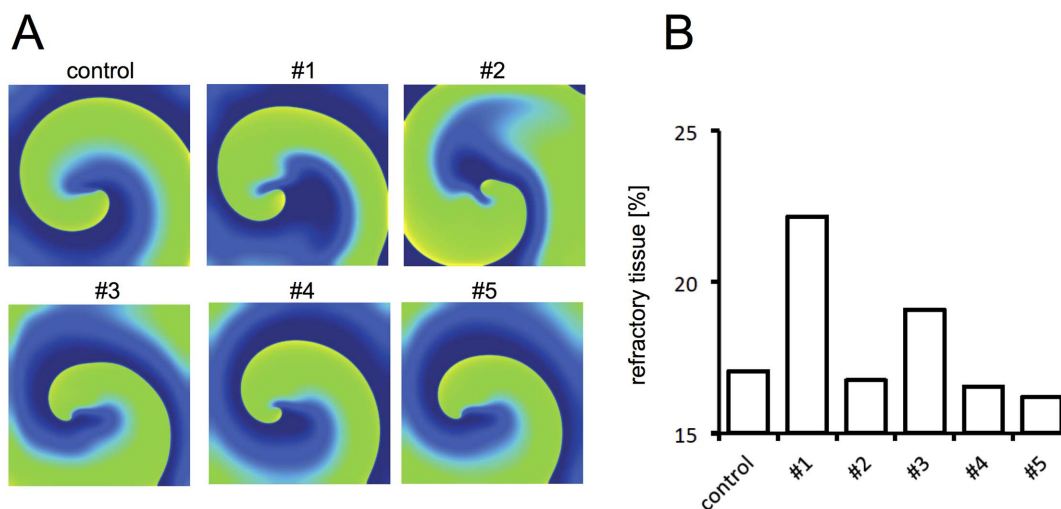 A
control
#1
#2
#3
#4
#5
B
refractory tissue [%]
25
20
15
control
#1
#2
#3
#4
#5